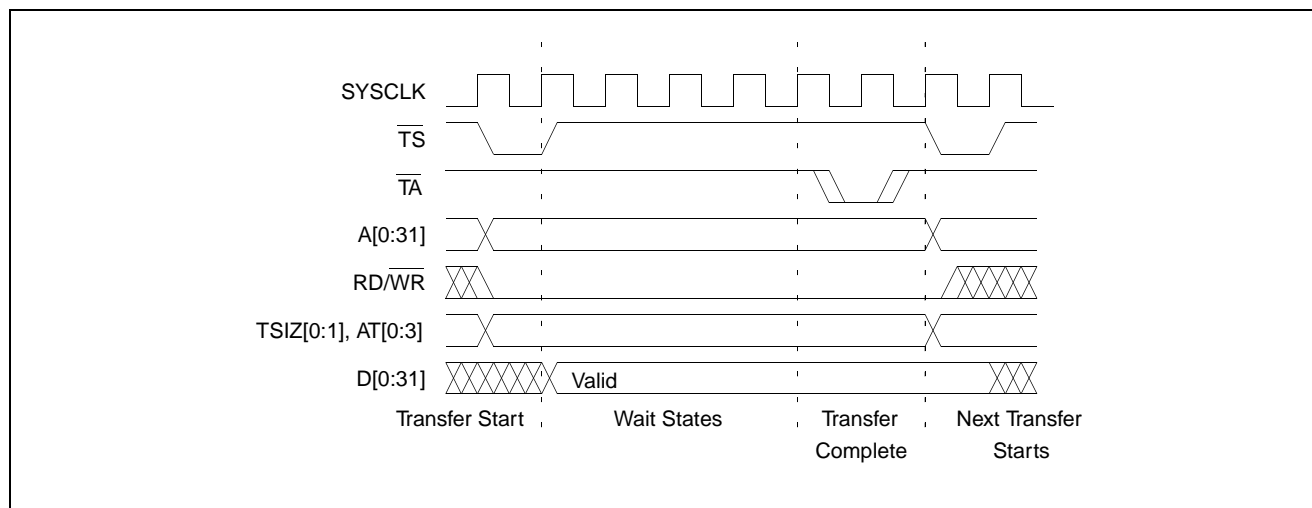 SYSCLK
TS
TA
A[0:31]
RD/WR
TSIZ[0:1], AT[0:3]
D[0:31]
Valid
Transfer Start
Wait States
Transfer
Complete
Next Transfer
Starts